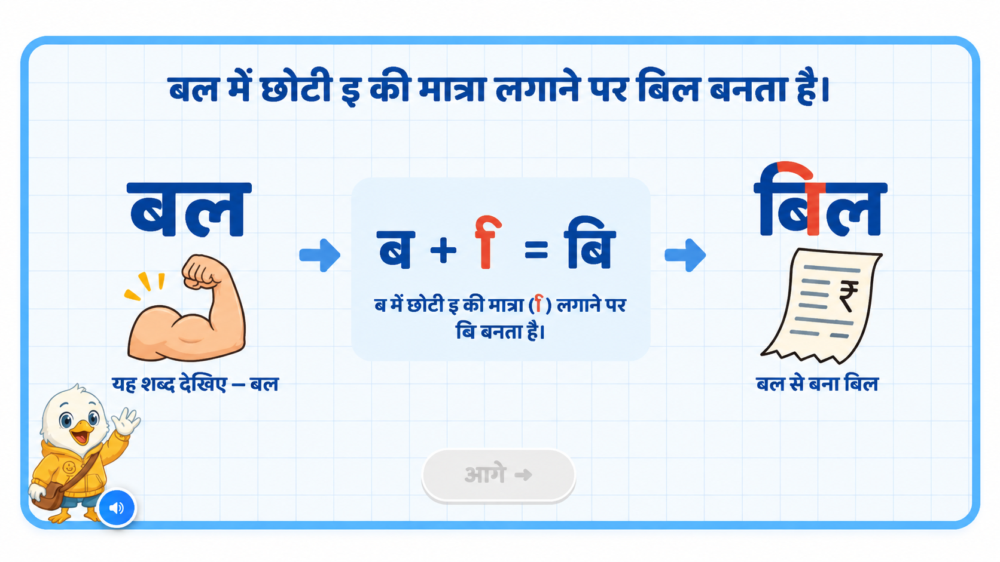 बल में छोटी इ की मात्रा लगाने पर बिल बनता है।
बल
यह शब्द देखिए – बल
ब + ि = बि
ब में छोटी इ की मात्रा (ि) लगाने पर
बि बनता है।
बिल
₹
बल से बना बिल
आगे →